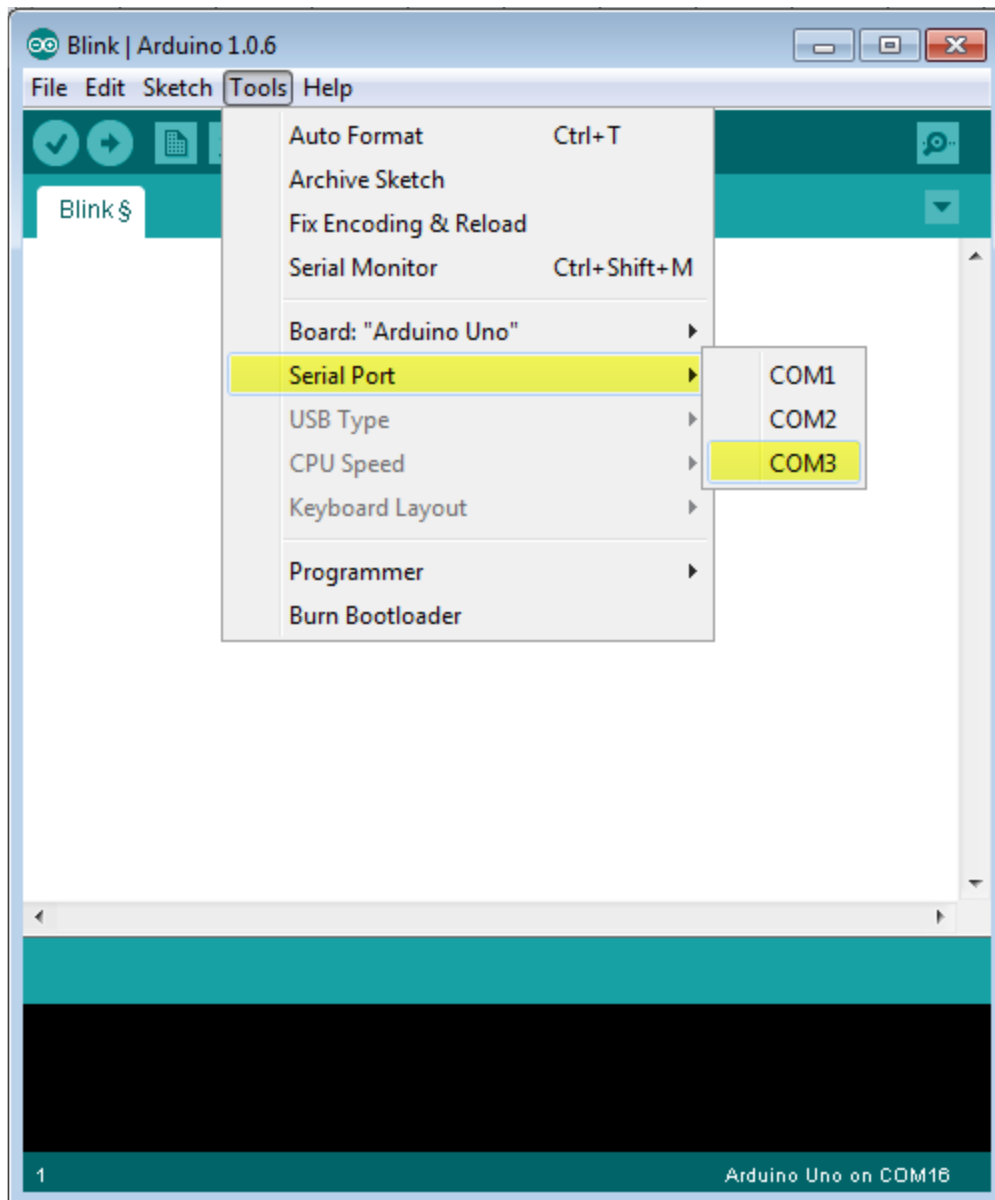 Blink | Arduino 1.0.6
File Edit Sketch Tools Help
Auto Format Ctrl+T
Archive Sketch
Blink §
Fix Encoding & Reload
Serial Monitor Ctrl+Shift+M
Board: "Arduino Uno"
Serial Port
COM1
USB Type
COM2
CPU Speed
COM3
Keyboard Layout
Programmer
Burn Bootloader
1
Arduino Uno on COM16